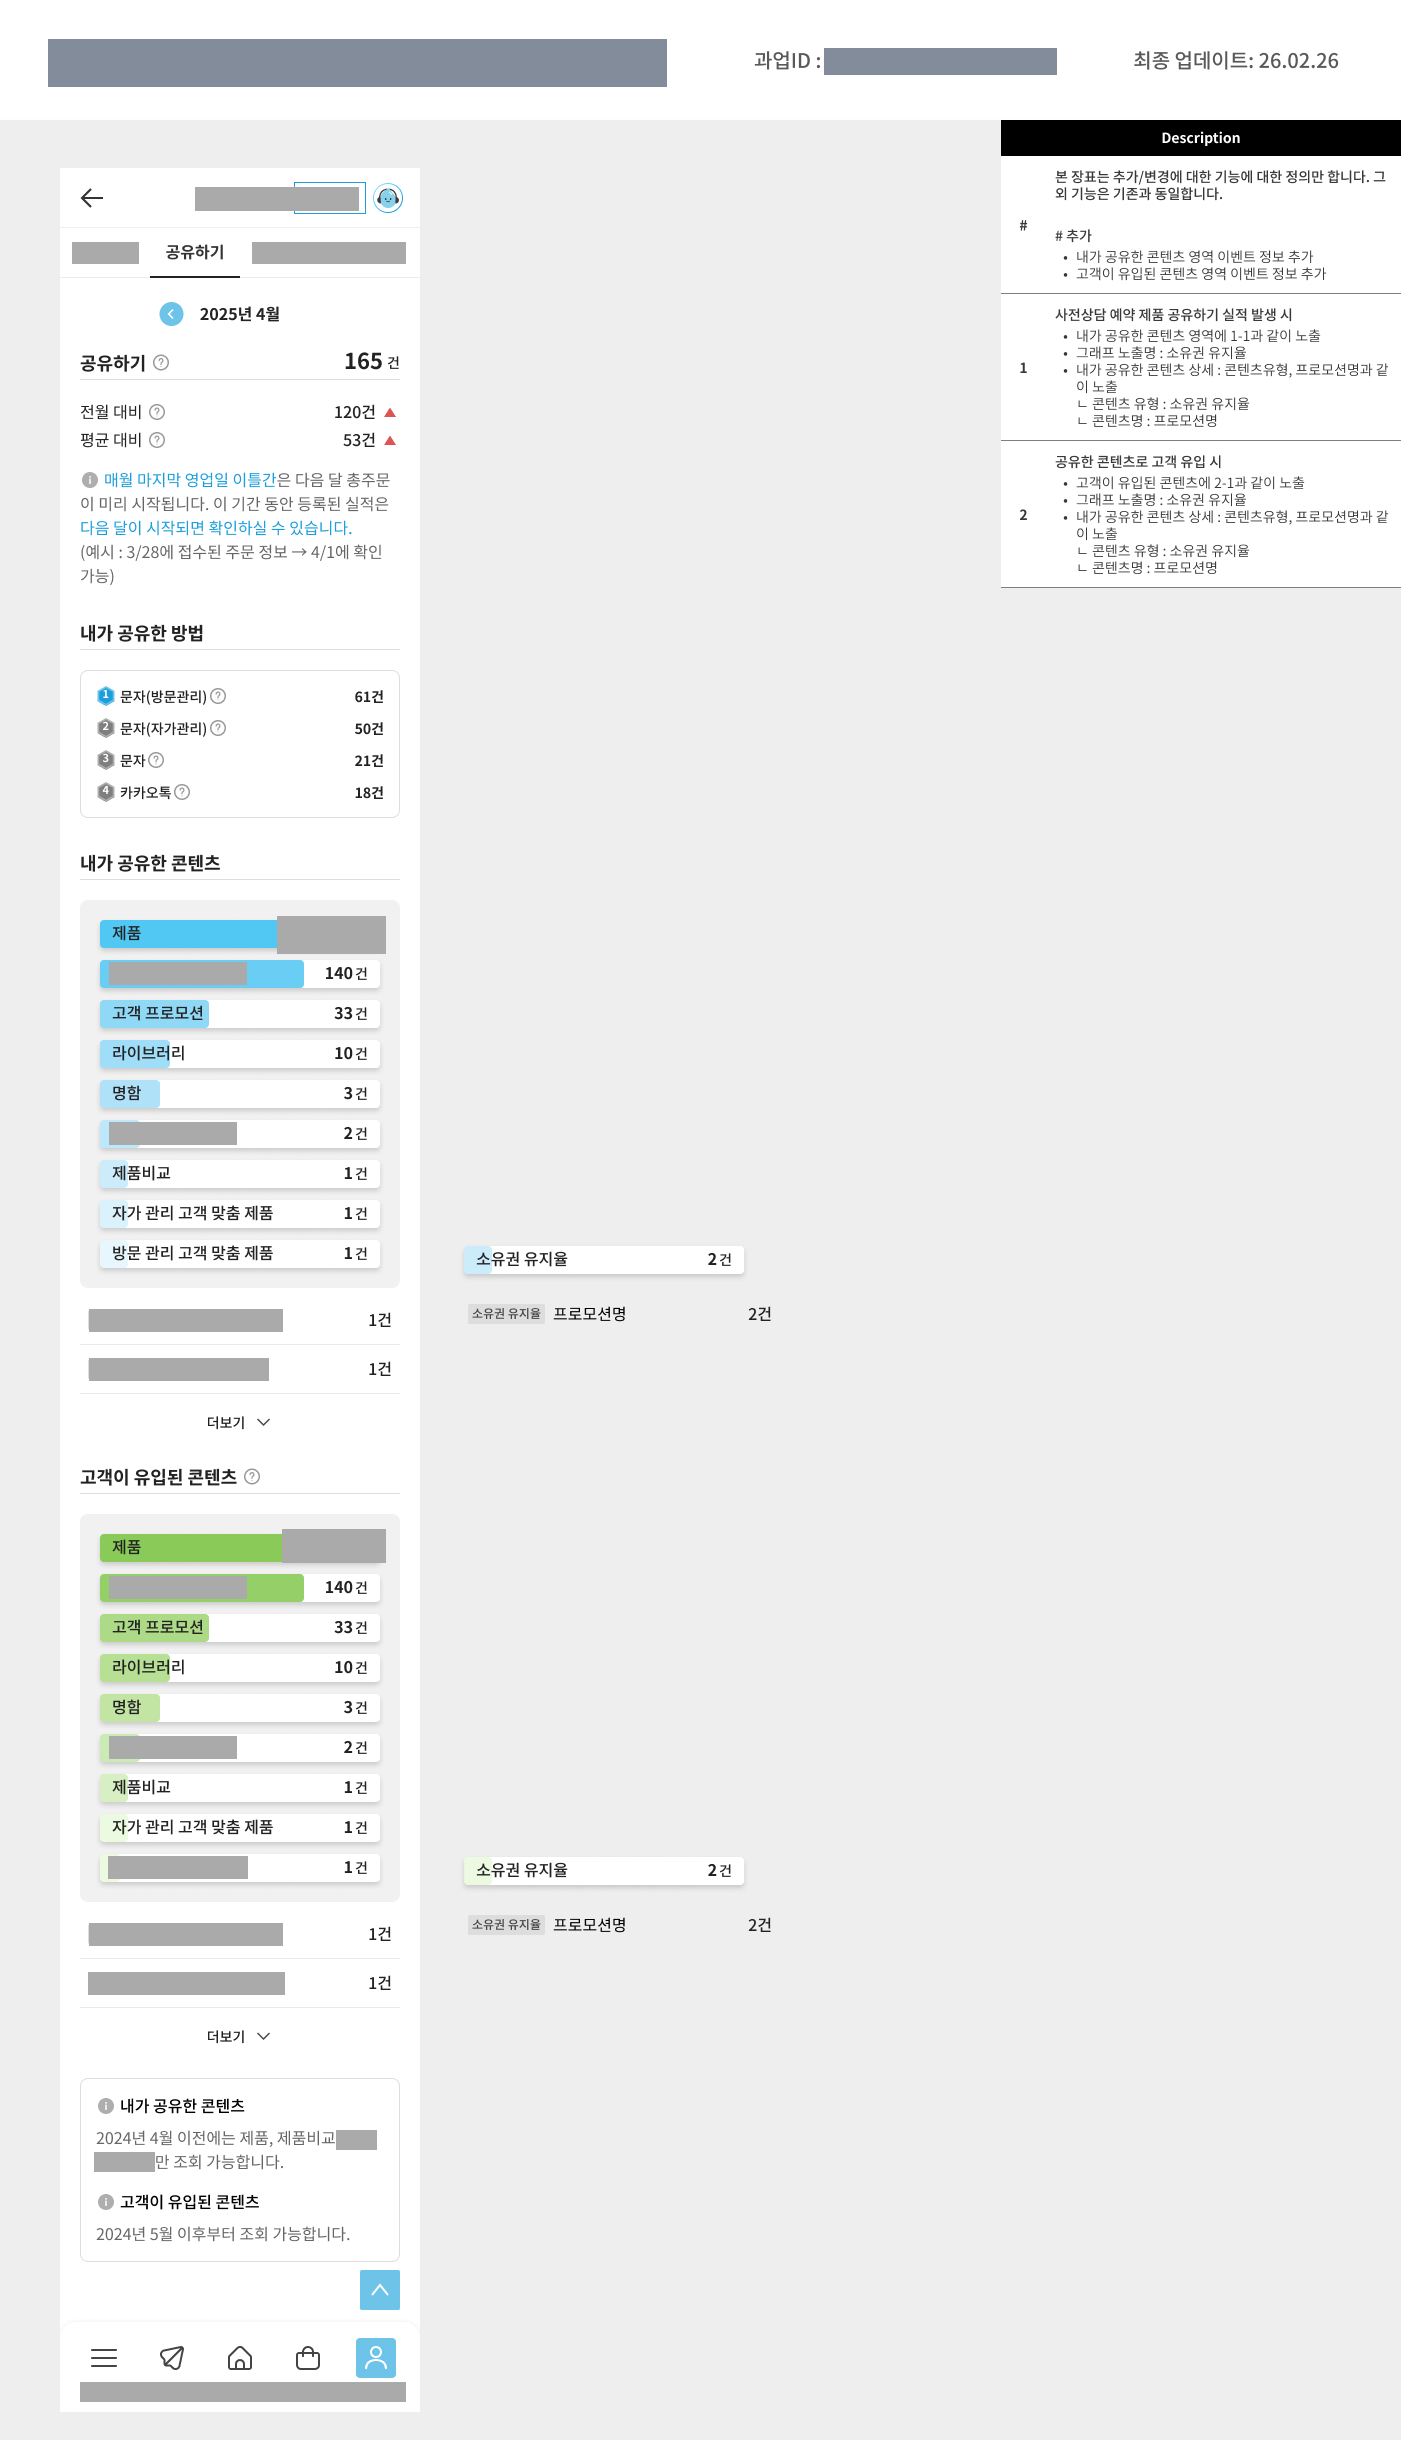 과업ID :
최종 업데이트: 26.02.26
공유하기
2025년 4월
공유하기 ?
165 건
전월 대비 ?
120건 ▲
평균 대비 ?
53건 ▲
매월 마지막 영업일 이틀간은 다음 달 총주문
이 미리 시작됩니다. 이 기간 동안 등록된 실적은
다음 달이 시작되면 확인하실 수 있습니다.
(예시 : 3/28에 접수된 주문 정보 → 4/1에 확인
가능)
내가 공유한 방법
1 문자(방문관리) ? 61건
2 문자(자가관리) ? 50건
3 문자 ? 21건
4 카카오톡 ? 18건
내가 공유한 콘텐츠
제품
140 건
고객 프로모션 33 건
라이브러리 10 건
명함 3 건
2 건
제품비교 1 건
자가 관리 고객 맞춤 제품 1 건
방문 관리 고객 맞춤 제품 1 건
1건
1건
더보기
고객이 유입된 콘텐츠 ?
제품
140 건
고객 프로모션 33 건
라이브러리 10 건
명함 3 건
2 건
제품비교 1 건
자가 관리 고객 맞춤 제품 1 건
1 건
1건
1건
더보기
내가 공유한 콘텐츠
2024년 4월 이전에는 제품, 제품비교
만 조회 가능합니다.
고객이 유입된 콘텐츠
2024년 5월 이후부터 조회 가능합니다.
소유권 유지율 2 건
소유권 유지율 프로모션명 2건
소유권 유지율 2 건
소유권 유지율 프로모션명 2건
Description
#
본 장표는 추가/변경에 대한 기능에 대한 정의만 합니다. 그
외 기능은 기존과 동일합니다.
# 추가
• 내가 공유한 콘텐츠 영역 이벤트 정보 추가
• 고객이 유입된 콘텐츠 영역 이벤트 정보 추가
1
사전상담 예약 제품 공유하기 실적 발생 시
• 내가 공유한 콘텐츠 영역에 1-1과 같이 노출
• 그래프 노출명 : 소유권 유지율
• 내가 공유한 콘텐츠 상세 : 콘텐츠유형, 프로모션명과 같
이 노출
ㄴ 콘텐츠 유형 : 소유권 유지율
ㄴ 콘텐츠명 : 프로모션명
2
공유한 콘텐츠로 고객 유입 시
• 고객이 유입된 콘텐츠에 2-1과 같이 노출
• 그래프 노출명 : 소유권 유지율
• 내가 공유한 콘텐츠 상세 : 콘텐츠유형, 프로모션명과 같
이 노출
ㄴ 콘텐츠 유형 : 소유권 유지율
ㄴ 콘텐츠명 : 프로모션명